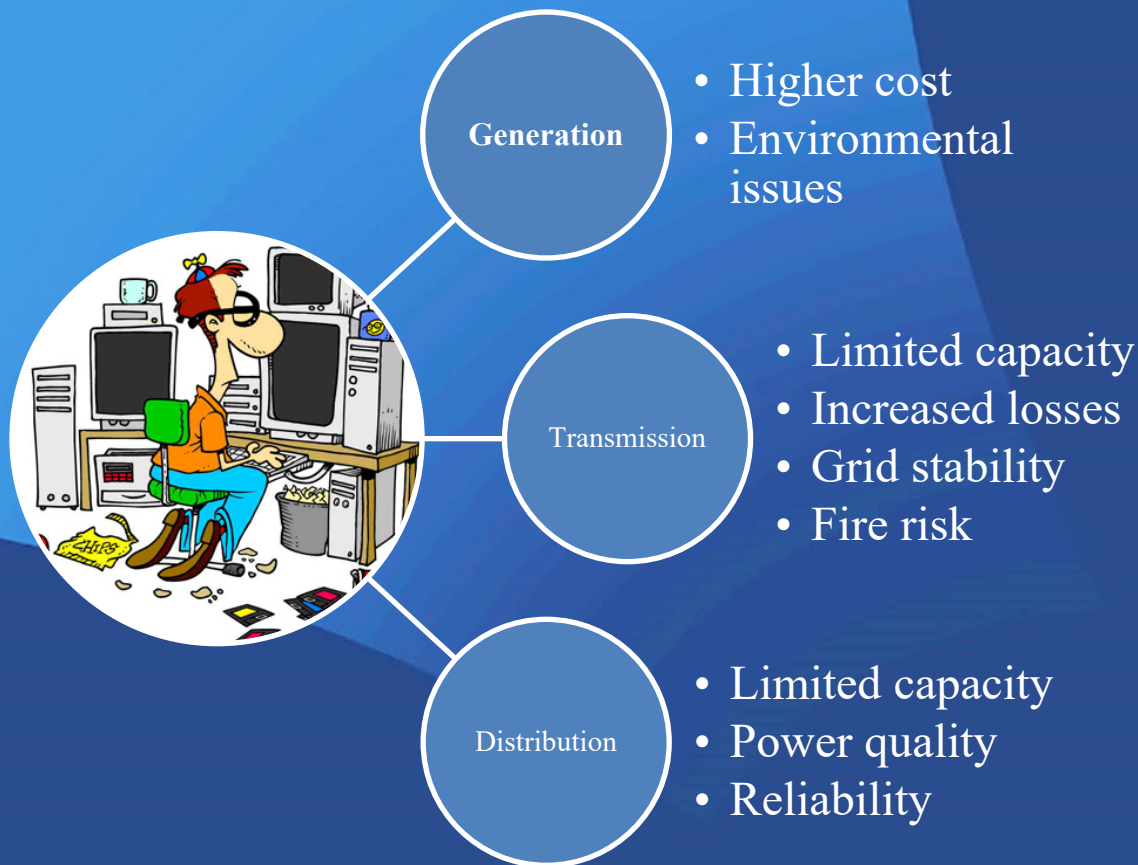 Generation
• Higher cost
• Environmental
issues
Transmission
• Limited capacity
• Increased losses
• Grid stability
• Fire risk
CHIPS
Distribution
• Limited capacity
• Power quality
• Reliability